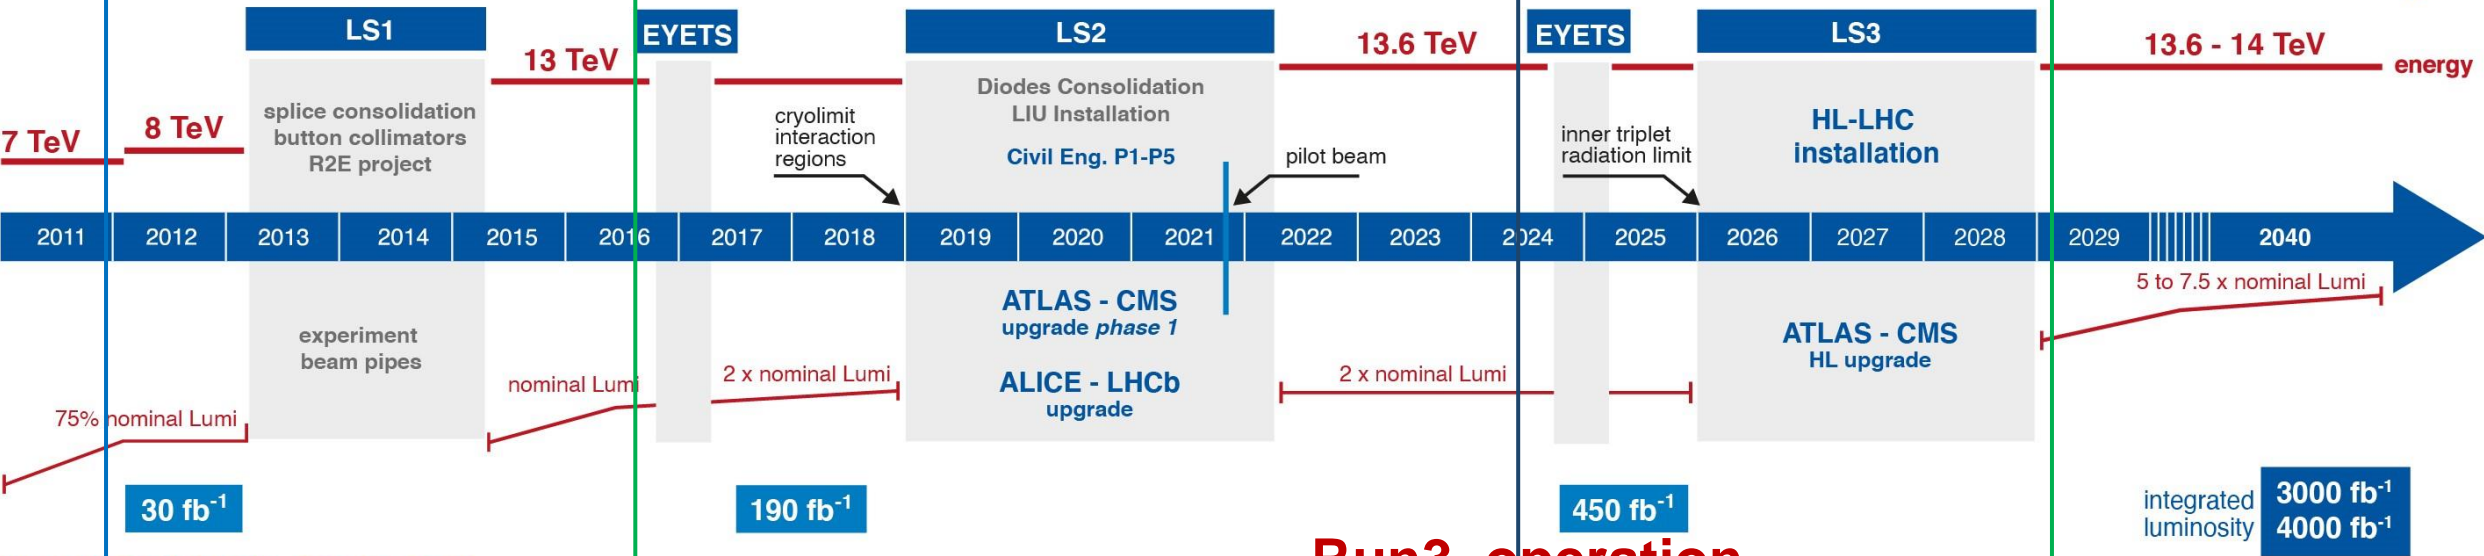 LS1
EYETS
LS2
EYETS
LS3
7 TeV
8 TeV
13 TeV
13.6 TeV
13.6 - 14 TeV
energy
splice consolidation
button collimators
R2E project
cryolimit
interaction
regions
Diodes Consolidation
LIU Installation
Civil Eng. P1-P5
pilot beam
inner triplet
radiation limit
HL-LHC
installation
2011 2012 2013 2014 2015 2016 2017 2018 2019 2020 2021 2022 2023 2024 2025 2026 2027 2028 2029 2040
experiment
beam pipes
ATLAS - CMS
upgrade phase 1
ALICE - LHCb
upgrade
ATLAS - CMS
HL upgrade
75% nominal Lumi
nominal Lumi
2 x nominal Lumi
2 x nominal Lumi
5 to 7.5 x nominal Lumi
30 fb⁻¹
190 fb⁻¹
450 fb⁻¹
integrated
luminosity
3000 fb⁻¹
4000 fb⁻¹
Run3 operation